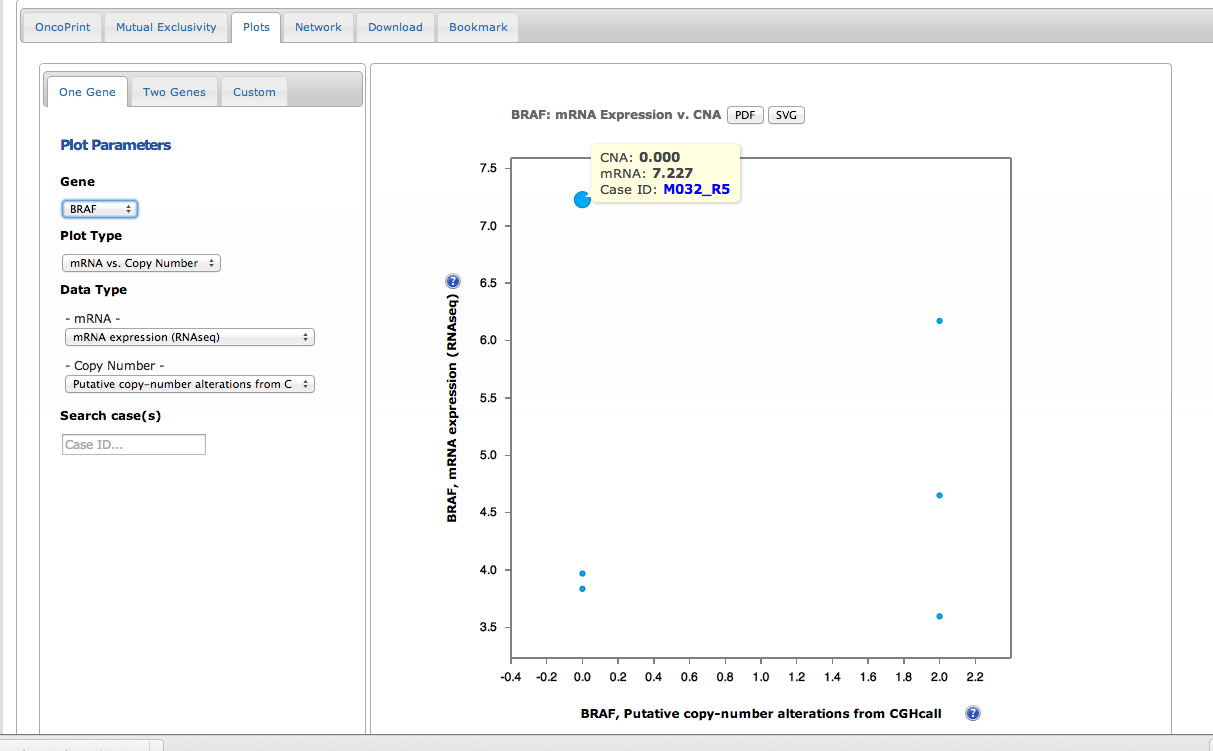 OncoPrint Mutual Exclusivity Plots Network Download Bookmark
One Gene Two Genes Custom
Plot Parameters
Gene
BRAF
Plot Type
mRNA vs. Copy Number
Data Type
- mRNA -
mRNA expression (RNAseq)
- Copy Number -
Putative copy-number alterations from C
Search case(s)
Case ID...
BRAF: mRNA Expression v. CNA PDF SVG
CNA: 0.000
mRNA: 7.227
Case ID: M032_R5
7.5
7.0
6.5
6.0
5.5
5.0
4.5
4.0
3.5
?
BRAF, mRNA expression (RNAseq)
-0.4 -0.2 0.0 0.2 0.4 0.6 0.8 1.0 1.2 1.4 1.6 1.8 2.0 2.2
BRAF, Putative copy-number alterations from CGHcall ?